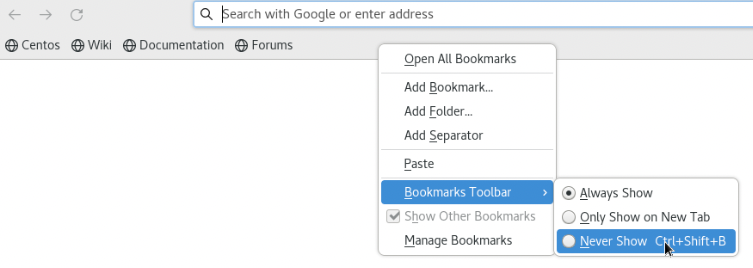 Search with Google or enter address
Centos Wiki Documentation Forums
Open All Bookmarks
Add Bookmark...
Add Folder...
Add Separator
Paste
Bookmarks Toolbar
Always Show
Show Other Bookmarks
Only Show on New Tab
Manage Bookmarks
Never Show Ctrl+Shift+B